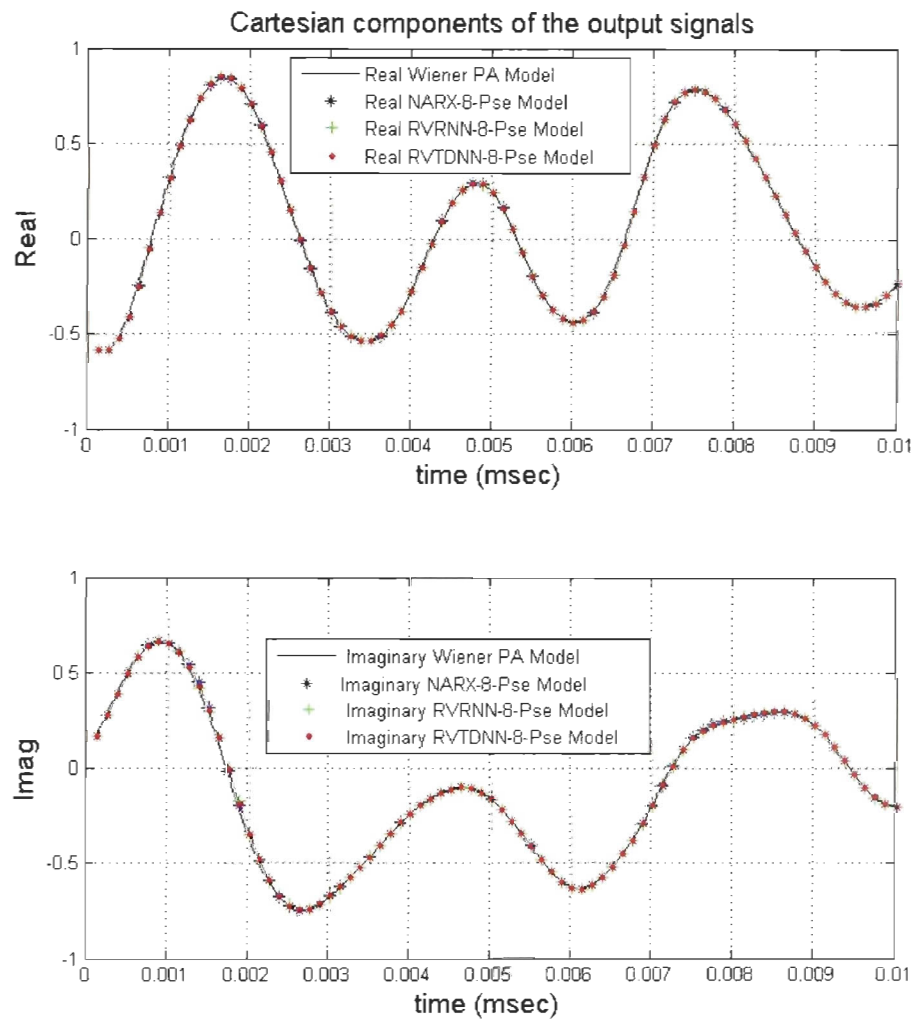 Cartesian components of the output signals
1
0.5
0
-0.5
-1
Real
Real Wiener PA Model
Real NARX-8-Pse Model
Real RVRNN-8-Pse Model
Real RVTDNN-8-Pse Model
0 0.001 0.002 0.003 0.004 0.005 0.006 0.007 0.008 0.009 0.01
time (msec)
1
0.5
0
-0.5
-1
Imag
Imaginary Wiener PA Model
Imaginary NARX-8-Pse Model
Imaginary RVRNN-8-Pse Model
Imaginary RVTDNN-8-Pse Model
0 0.001 0.002 0.003 0.004 0.005 0.006 0.007 0.008 0.009 0.01
time (msec)